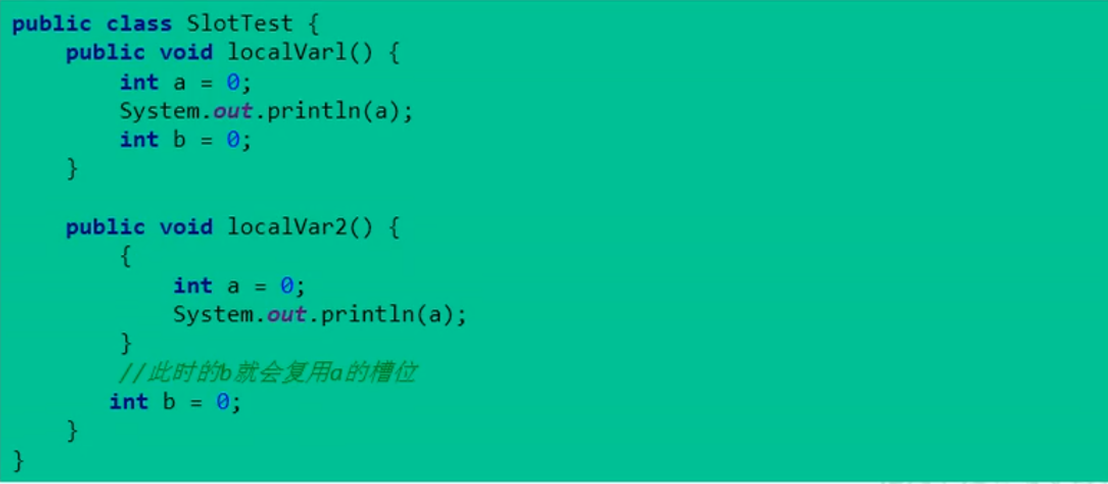 public class SlotTest {
    public void localVarl() {
        int a = 0;
        System.out.println(a);
        int b = 0;
    }

    public void localVar2() {
        {
            int a = 0;
            System.out.println(a);
        }
        //此时的b就会复用a的槽位
       int b = 0;
    }
}